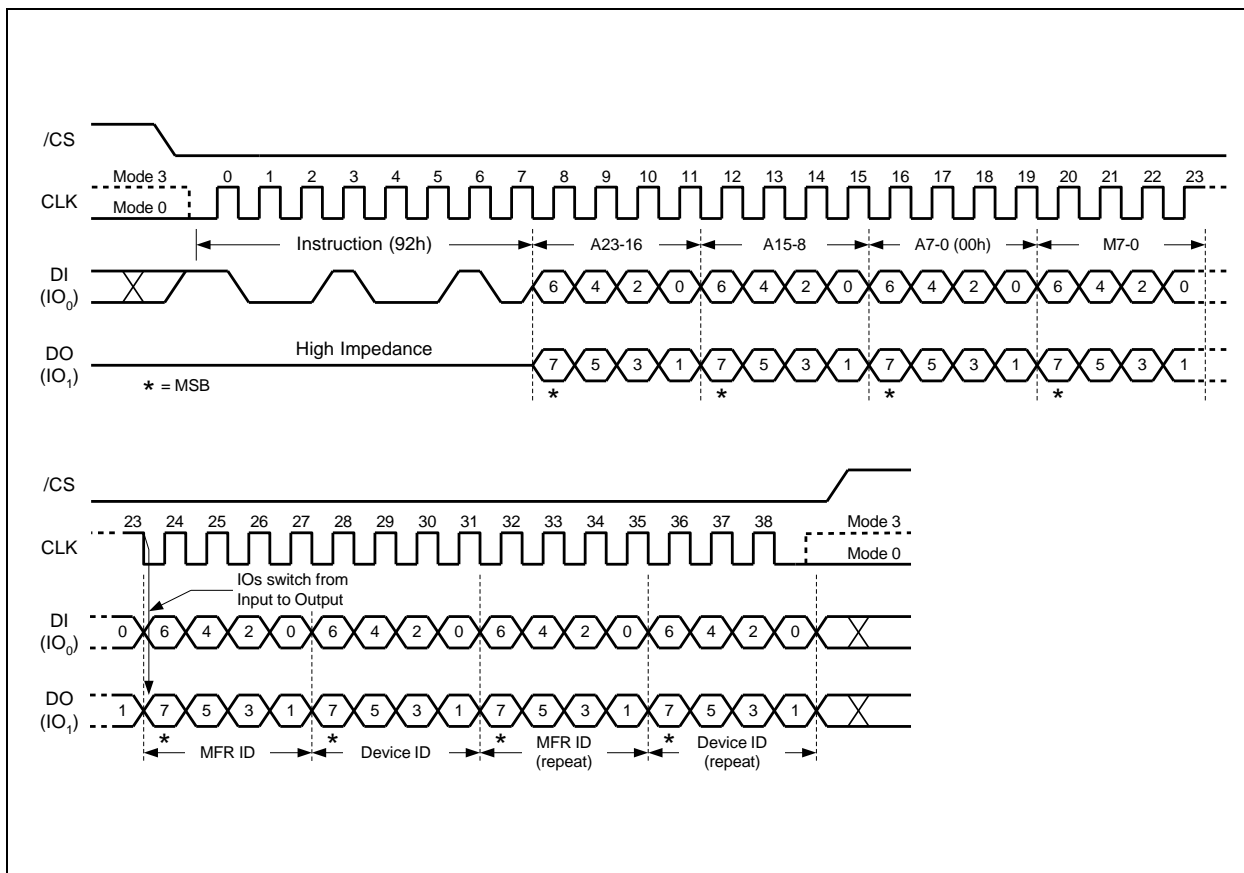 /CS
Mode 3
0 1 2 3 4 5 6 7 8 9 10 11 12 13 14 15 16 17 18 19 20 21 22 23
CLK
Mode 0
Instruction (92h) A23-16 A15-8 A7-0 (00h) M7-0
DI
(IO0)
6 4 2 0 6 4 2 0 6 4 2 0 6 4 2 0
High Impedance
DO
(IO1)
7 5 3 1 7 5 3 1 7 5 3 1 7 5 3 1
* * * *
* = MSB
/CS
23 24 25 26 27 28 29 30 31 32 33 34 35 36 37 38
Mode 3
CLK
Mode 0
IOs switch from
Input to Output
DI
(IO0)
0 6 4 2 0 6 4 2 0 6 4 2 0 6 4 2 0
DO
(IO1)
1 7 5 3 1 7 5 3 1 7 5 3 1 7 5 3 1
* * * *
MFR ID Device ID MFR ID
(repeat)
Device ID
(repeat)